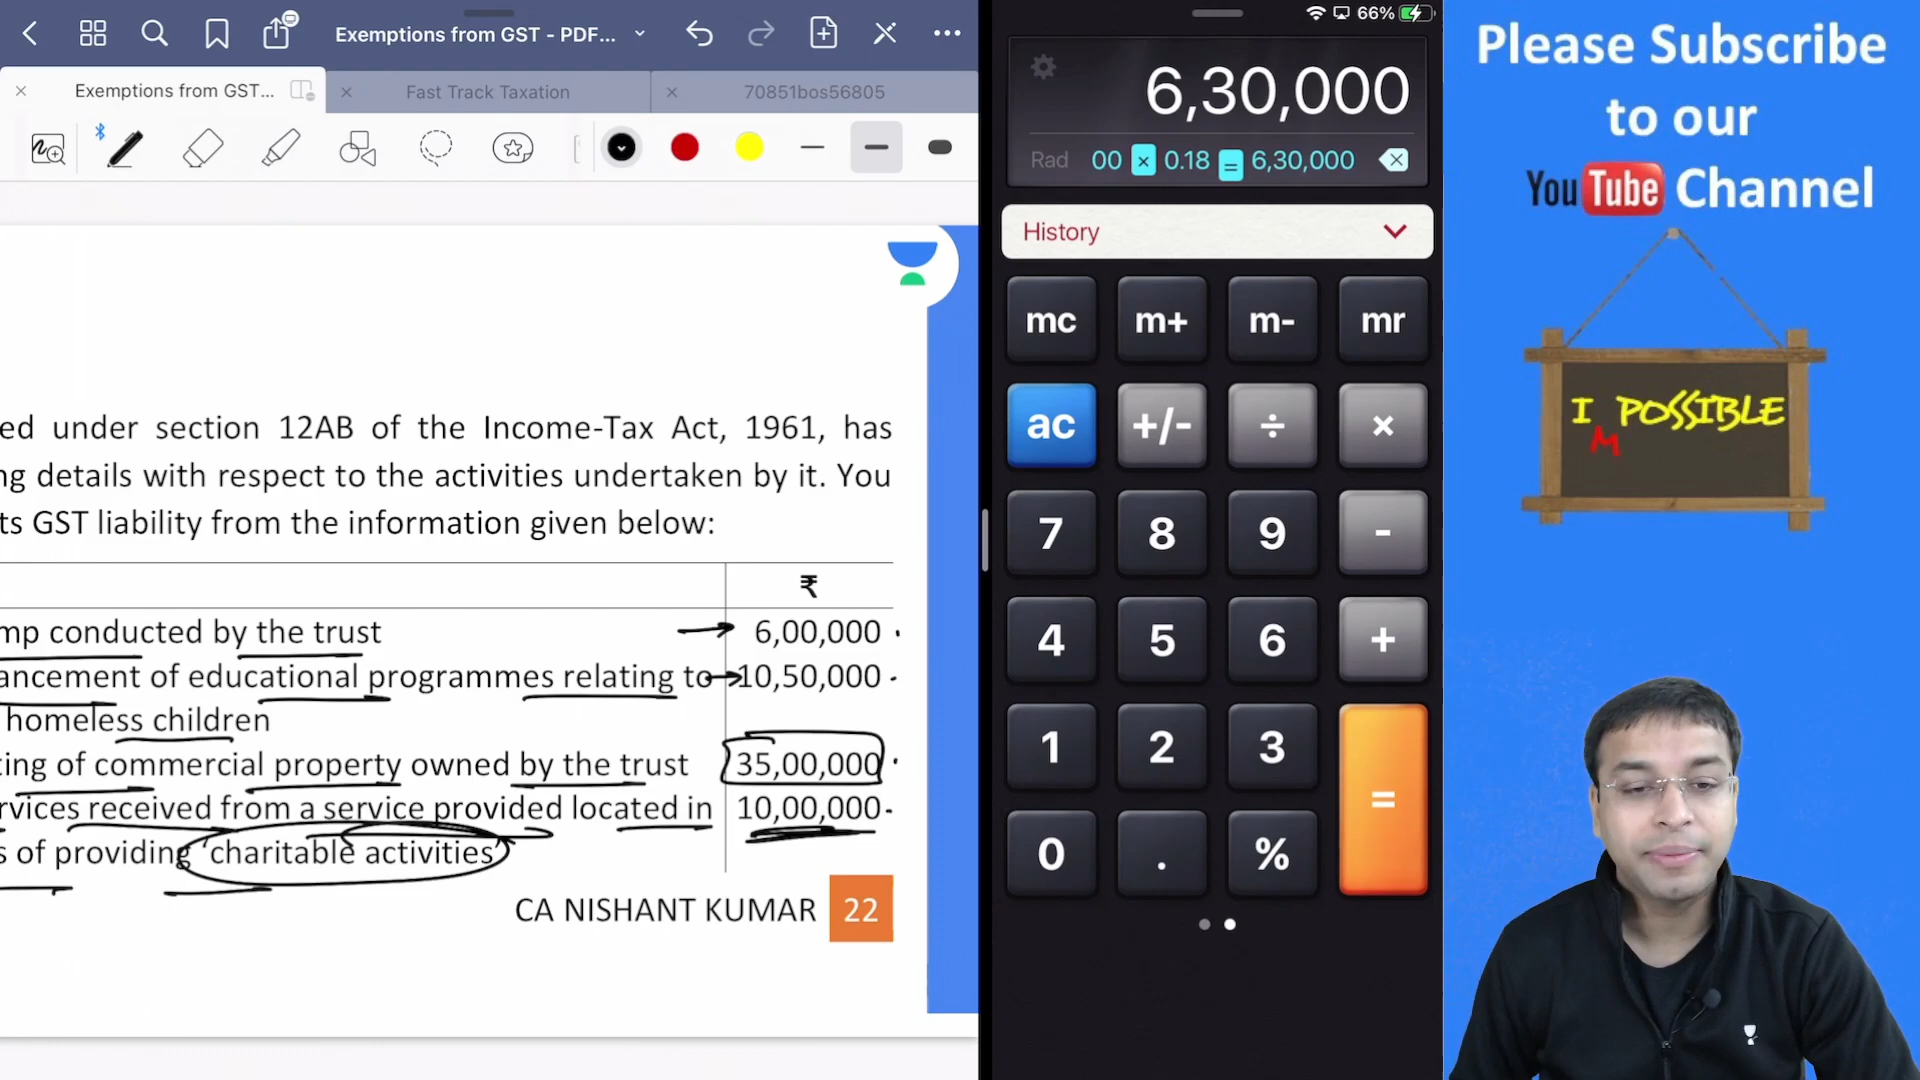 Exemptions from GST - PDF...
Exemptions from GST...
Fast Track Taxation
70851bos56805
ed under section 12AB of the Income-Tax Act, 1961, has
ng details with respect to the activities undertaken by it. You
ts GST liability from the information given below:
₹
mp conducted by the trust 6,00,000
ancement of educational programmes relating to 10,50,000
homeless children
ting of commercial property owned by the trust 35,00,000
rvices received from a service provided located in 10,00,000
s of providing 'charitable activities'
CA NISHANT KUMAR 22
66%
6,30,000
Rad 00 × 0.18 = 6,30,000
History
mc m+ m- mr
ac +/- ÷ ×
7 8 9 -
4 5 6 +
1 2 3
=
0 . %
Please Subscribe
to our
YouTube Channel
I POSSIBLE
M